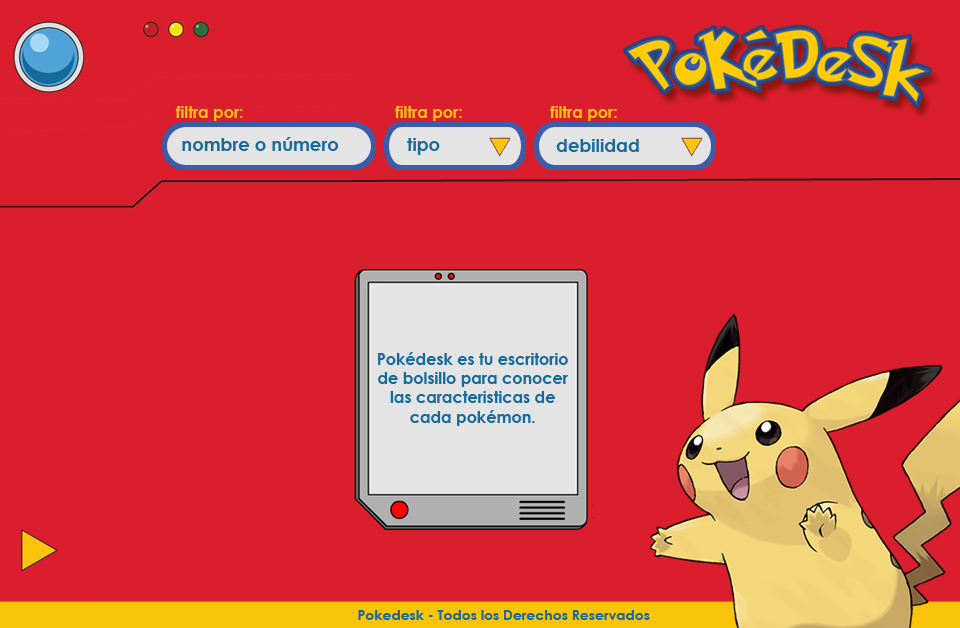 PoKéDeSk
filtra por:
filtra por:
filtra por:
nombre o número
tipo
debilidad
Pokédesk es tu escritorio
de bolsillo para conocer
las caracteristicas de
cada pokémon.
Pokedesk - Todos los Derechos Reservados